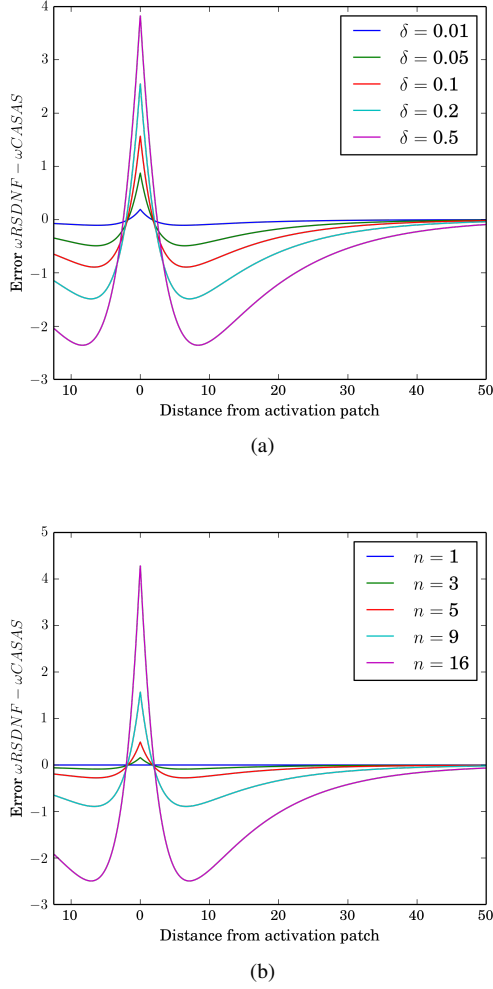 4
3
2
1
0
−1
−2
−3
Error ωRSDNF − ωCASAS
δ = 0.01
δ = 0.05
δ = 0.1
δ = 0.2
δ = 0.5
10 0 10 20 30 40 50
Distance from activation patch
(a)
5
4
3
2
1
0
−1
−2
−3
Error ωRSDNF − ωCASAS
n = 1
n = 3
n = 5
n = 9
n = 16
10 0 10 20 30 40 50
Distance from activation patch
(b)